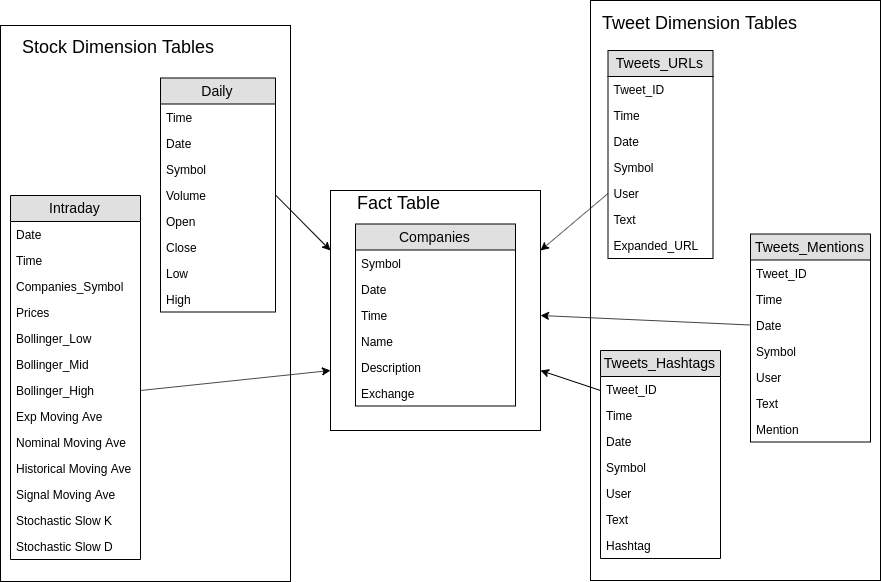 Stock Dimension Tables
Daily
Time
Date
Symbol
Volume
Open
Close
Low
High
Intraday
Date
Time
Companies_Symbol
Prices
Bollinger_Low
Bollinger_Mid
Bollinger_High
Exp Moving Ave
Nominal Moving Ave
Historical Moving Ave
Signal Moving Ave
Stochastic Slow K
Stochastic Slow D
Fact Table
Companies
Symbol
Date
Time
Name
Description
Exchange
Tweet Dimension Tables
Tweets_URLs
Tweet_ID
Time
Date
Symbol
User
Text
Expanded_URL
Tweets_Mentions
Tweet_ID
Time
Date
Symbol
User
Text
Mention
Tweets_Hashtags
Tweet_ID
Time
Date
Symbol
User
Text
Hashtag